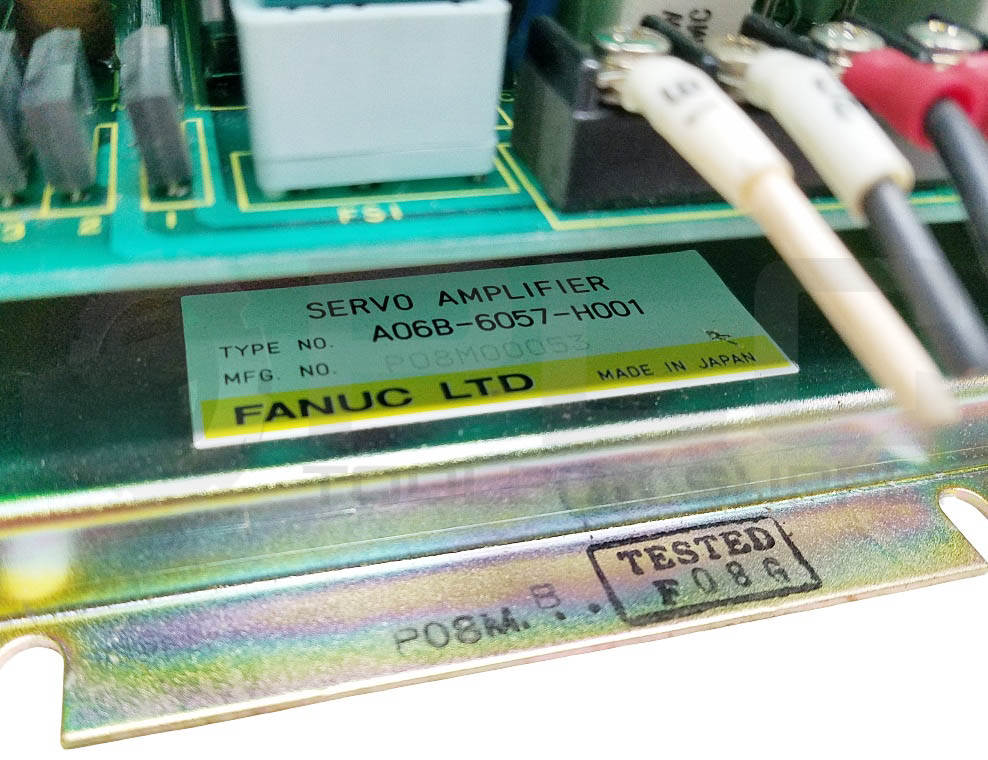 3 2 1
FS1
SERVO AMPLIFIER
TYPE NO. A06B-6057-H001
MFG. NO. P08M00053
FANUC LTD MADE IN JAPAN
TESTED
F08G
P08M. B..